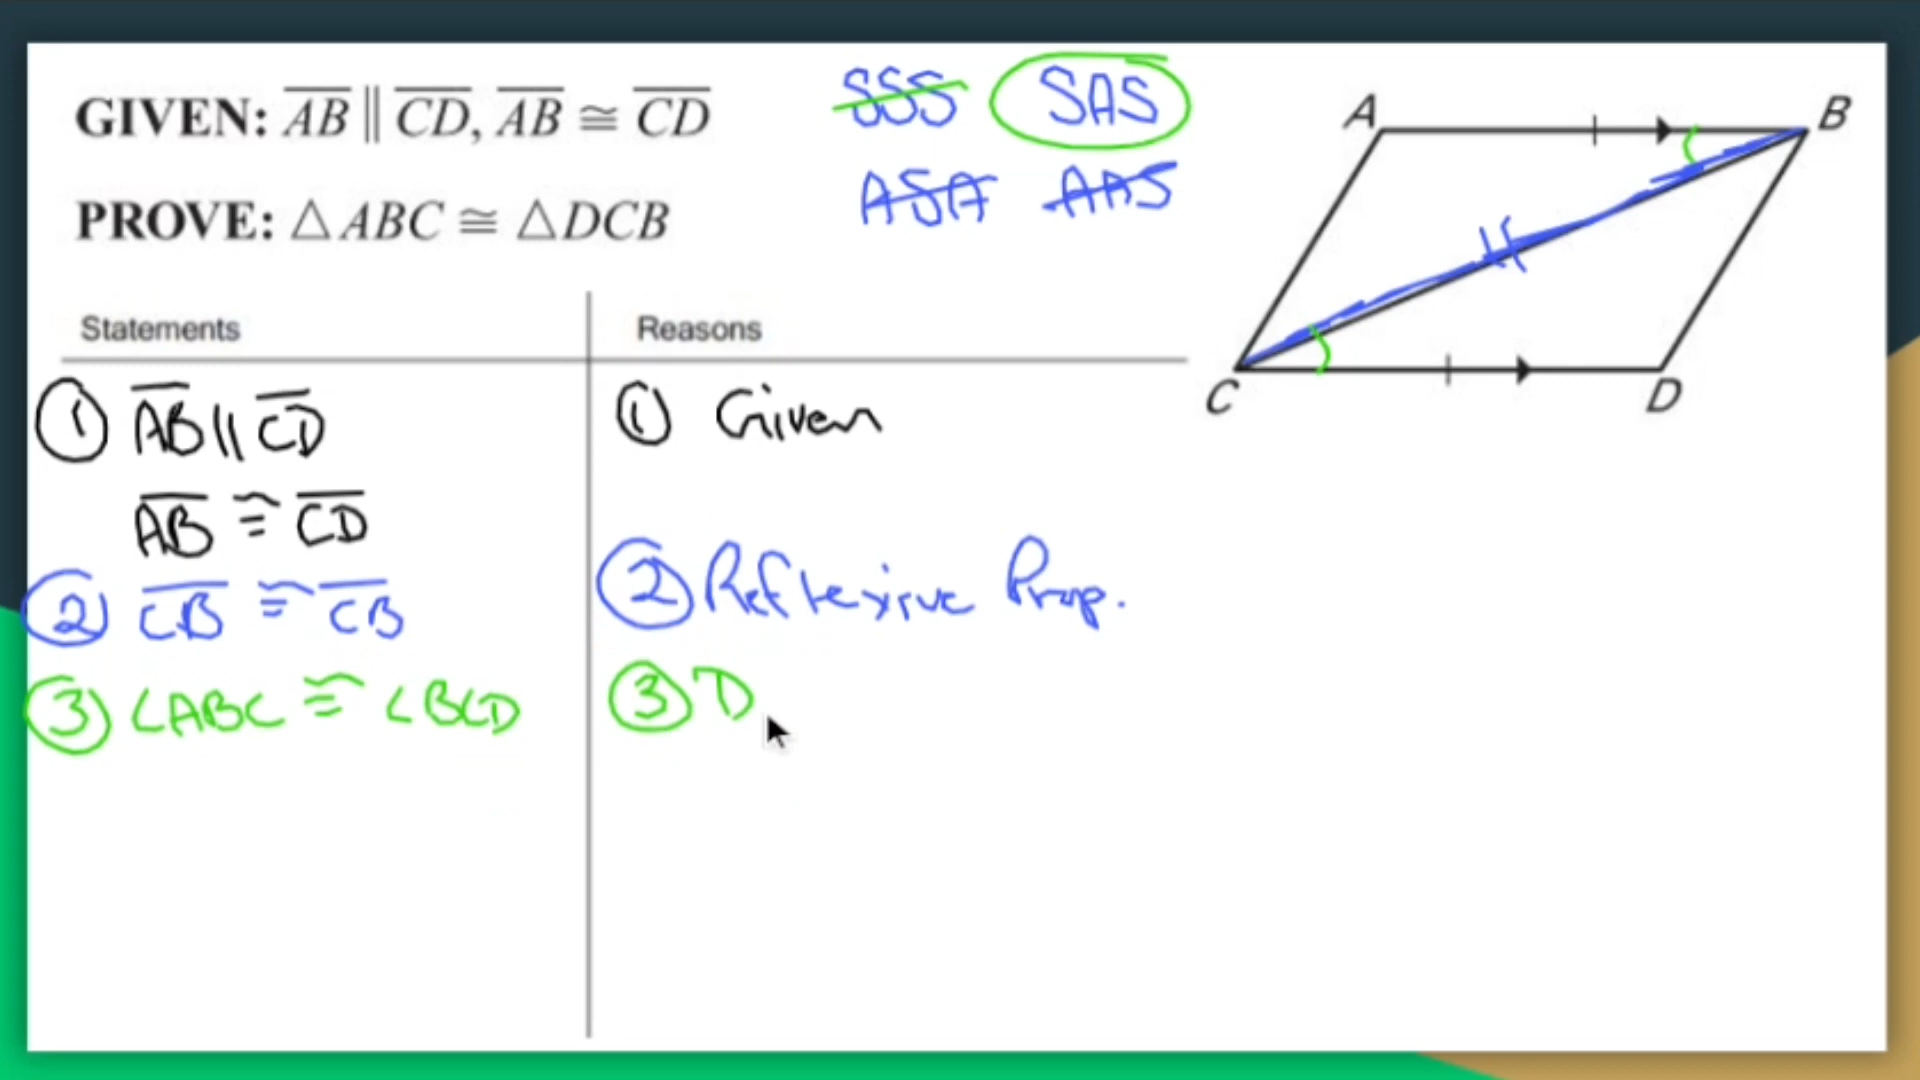 GIVEN: AB ∥ CD, AB ≅ CD
PROVE: △ABC ≅ △DCB
SSS SAS
ASA AAS
A B
C D
Statements Reasons
① AB ∥ CD ① Given
AB ≅ CD
② CB ≅ CB ② Reflexive Prop.
③ ∠ABC ≅ ∠BCD ③ D